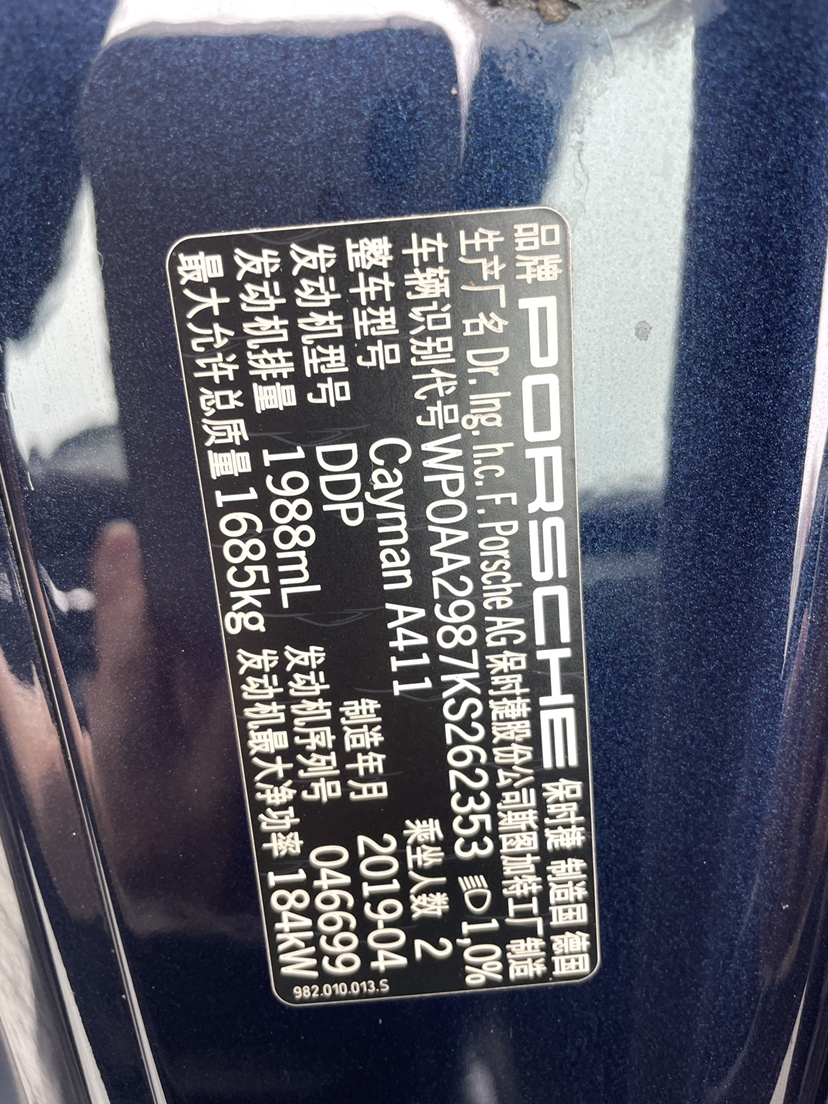 品牌 PORSCHE 保时捷 制造国 德国
生产厂名 Dr. Ing. h.c. F. Porsche AG 保时捷股份公司斯图加特工厂制造
车辆识别代号 WP0AA2987KS262353 1,0%
整车型号 Cayman A411 乘坐人数 2
发动机型号 DDP 制造年月 2019-04
发动机排量 1988mL 发动机序列号 046699
最大允许总质量 1685kg 发动机最大净功率 184kW
982.010.013.S